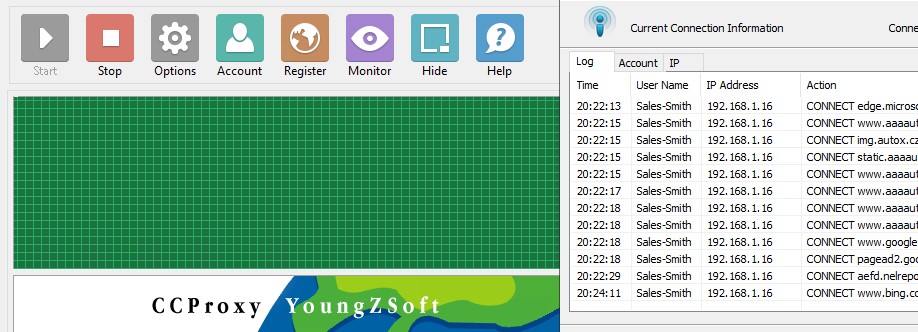 Start Stop Options Account Register Monitor Hide Help
CCProxy YoungZSoft
Current Connection Information Conne
Log Account IP
Time User Name IP Address Action
20:22:13 Sales-Smith 192.168.1.16 CONNECT edge.microso
20:22:15 Sales-Smith 192.168.1.16 CONNECT www.aaaaut
20:22:15 Sales-Smith 192.168.1.16 CONNECT img.autox.cz
20:22:15 Sales-Smith 192.168.1.16 CONNECT static.aaaaut
20:22:15 Sales-Smith 192.168.1.16 CONNECT www.aaaaut
20:22:17 Sales-Smith 192.168.1.16 CONNECT www.aaaaut
20:22:18 Sales-Smith 192.168.1.16 CONNECT www.aaaaut
20:22:18 Sales-Smith 192.168.1.16 CONNECT www.aaaaut
20:22:18 Sales-Smith 192.168.1.16 CONNECT www.google
20:22:18 Sales-Smith 192.168.1.16 CONNECT pagead2.goo
20:22:29 Sales-Smith 192.168.1.16 CONNECT aefd.nelrepo
20:24:11 Sales-Smith 192.168.1.16 CONNECT www.bing.co